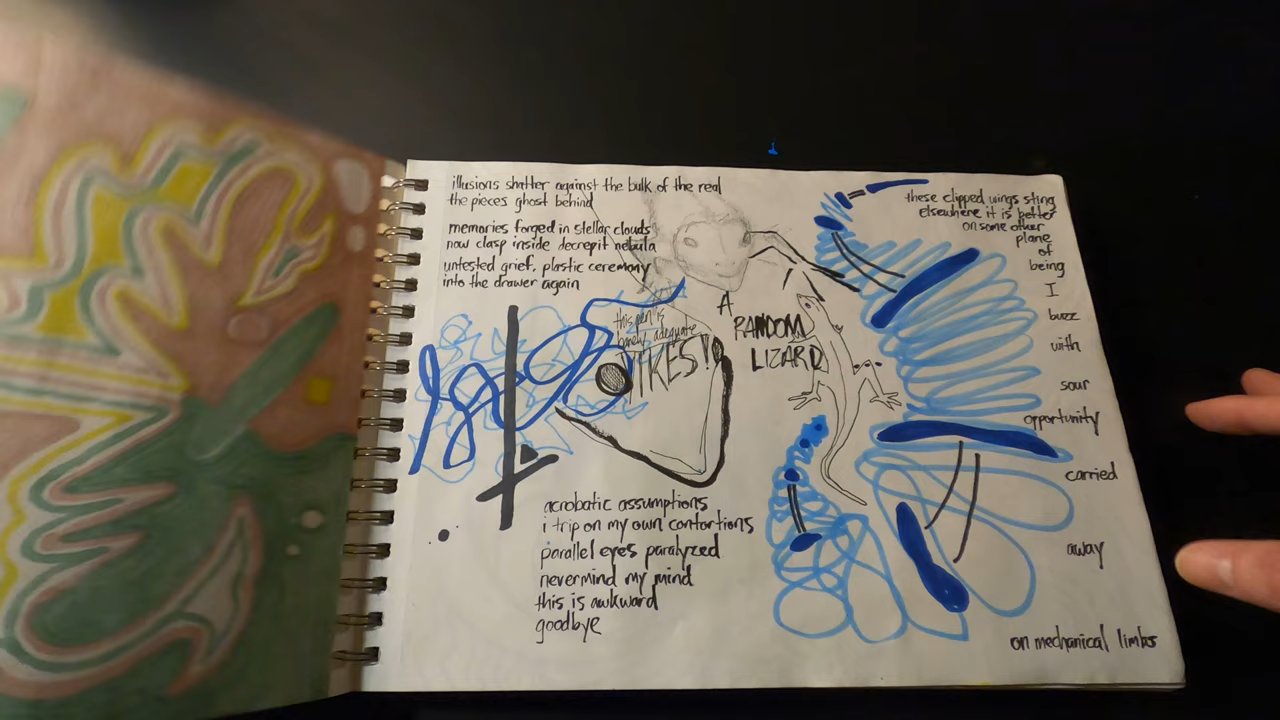 illusions shatter against the bulk of the real
the pieces ghost behind
memories forged in stellar clouds
now clasp inside decrepit nebula
untested grief, plastic ceremony
into the drawer again
this pen is
barely adequate
YIKES!!
A
RANDOM
LIZARD
acrobatic assumptions
i trip on my own contortions
parallel eyes paralyzed
nevermind my mind
this is awkward
goodbye
these clipped wings sting
elsewhere it is better
on some other
plane
of
being
I
buzz
with
sour
opportunity
carried
away
on mechanical limbs